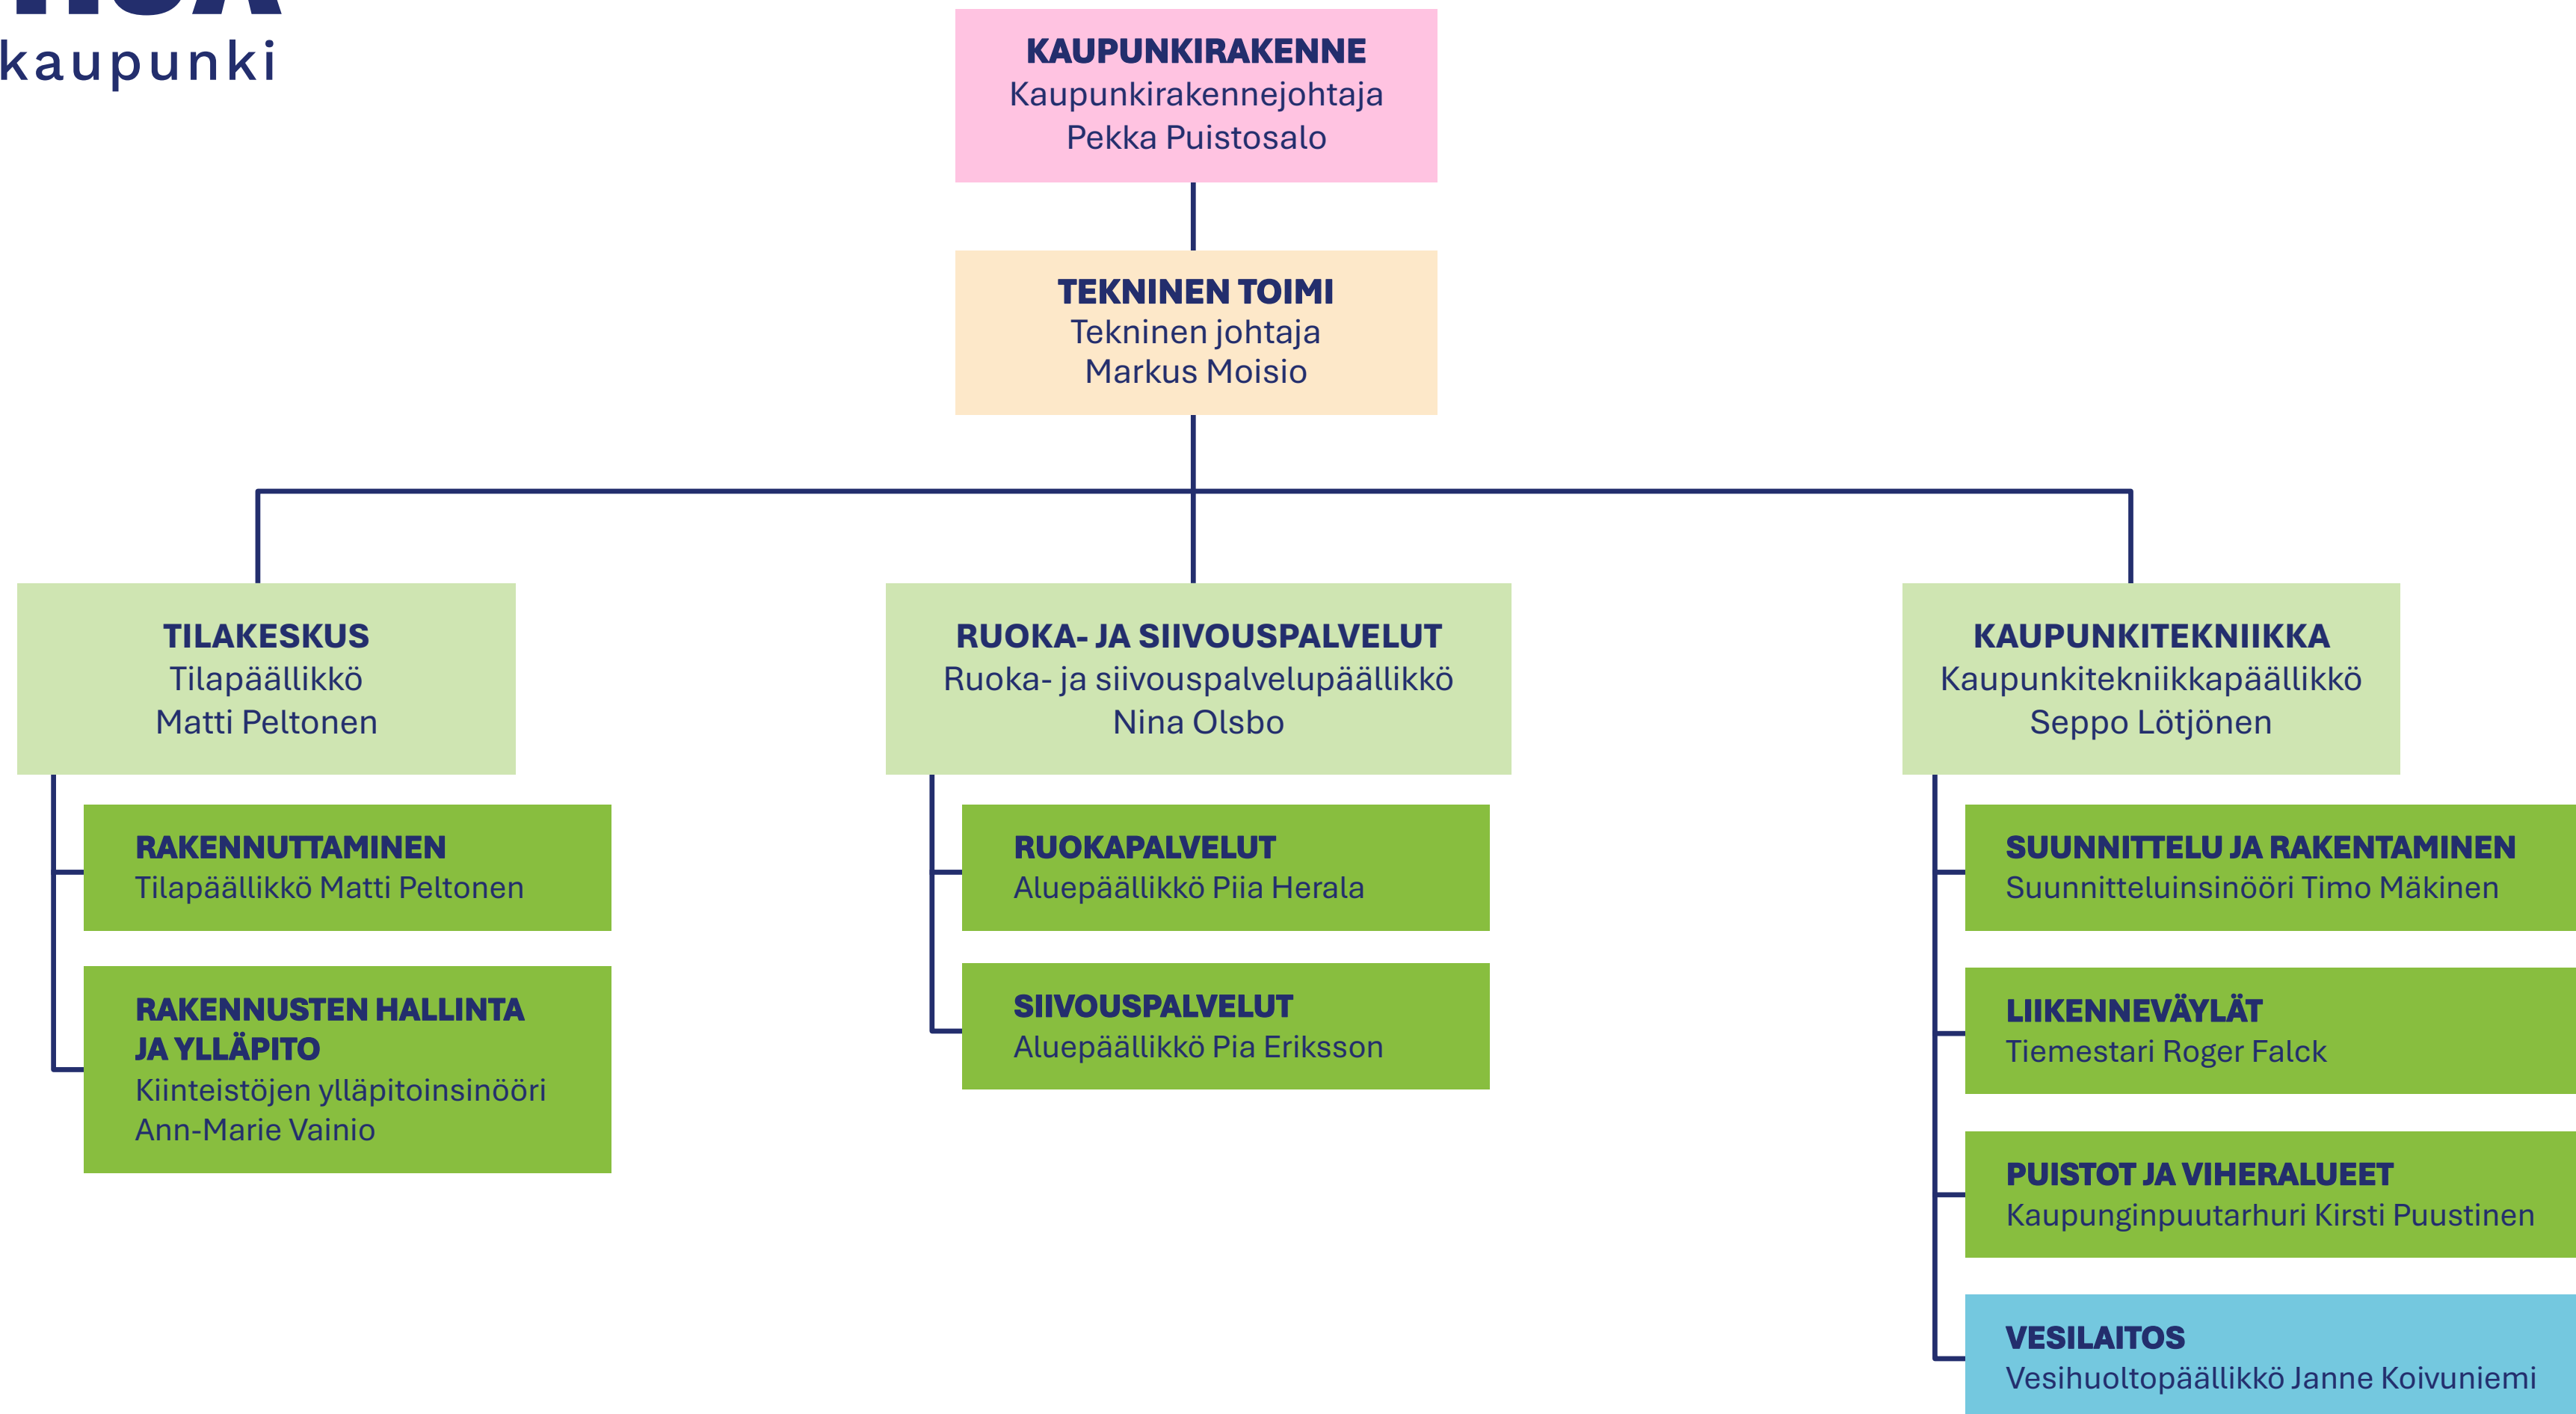 kaupunki
KAUPUNKIRAKENNE
Kaupunkirakennejohtaja
Pekka Puistosalo
TEKNINEN TOIMI
Tekninen johtaja
Markus Moisio
TILAKESKUS
Tilapäällikkö
Matti Peltonen
RAKENNUTTAMINEN
Tilapäällikkö Matti Peltonen
RAKENNUSTEN HALLINTA
JA YLLÄPITO
Kiinteistöjen ylläpitoinsinööri
Ann-Marie Vainio
RUOKA- JA SIIVOUSPALVELUT
Ruoka- ja siivouspalvelupäällikkö
Nina Olsbo
RUOKAPALVELUT
Aluepäällikkö Piia Herala
SIIVOUSPALVELUT
Aluepäällikkö Pia Eriksson
KAUPUNKITEKNIIKKA
Kaupunkitekniikkapäällikkö
Seppo Lötjönen
SUUNNITTELU JA RAKENTAMINEN
Suunnitteluinsinööri Timo Mäkinen
LIIKENNEVÄYLÄT
Tiemestari Roger Falck
PUISTOT JA VIHERALUEET
Kaupunginpuutarhuri Kirsti Puustinen
VESILAITOS
Vesihuoltopäällikkö Janne Koivuniemi